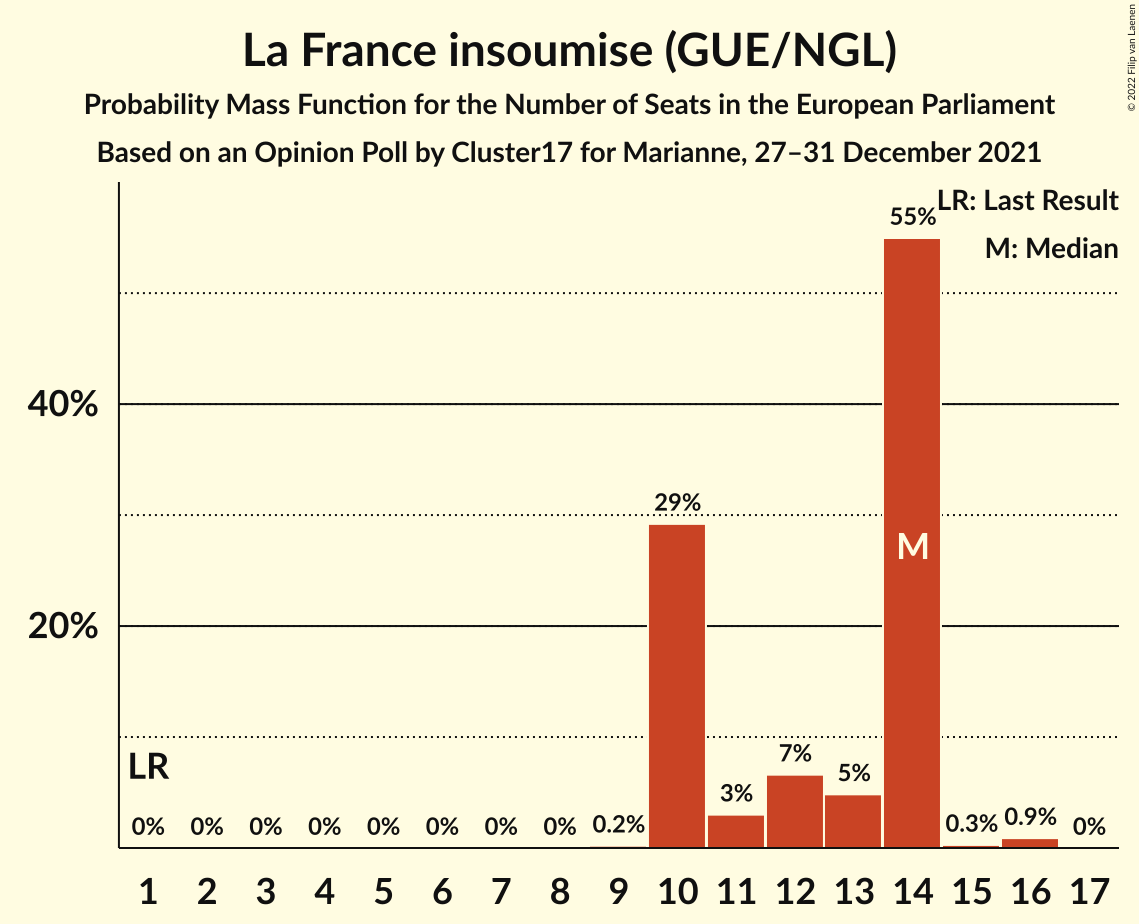 La France insoumise (GUE/NGL)
Probability Mass Function for the Number of Seats in the European Parliament
Based on an Opinion Poll by Cluster17 for Marianne, 27–31 December 2021
© 2022 Filip van Laenen
LR: Last Result
M: Median
55%
40%
29%
M
20%
LR
7%
5%
3%
0% 0% 0% 0% 0% 0% 0% 0% 0.2% 0.3% 0.9% 0%
1 2 3 4 5 6 7 8 9 10 11 12 13 14 15 16 17